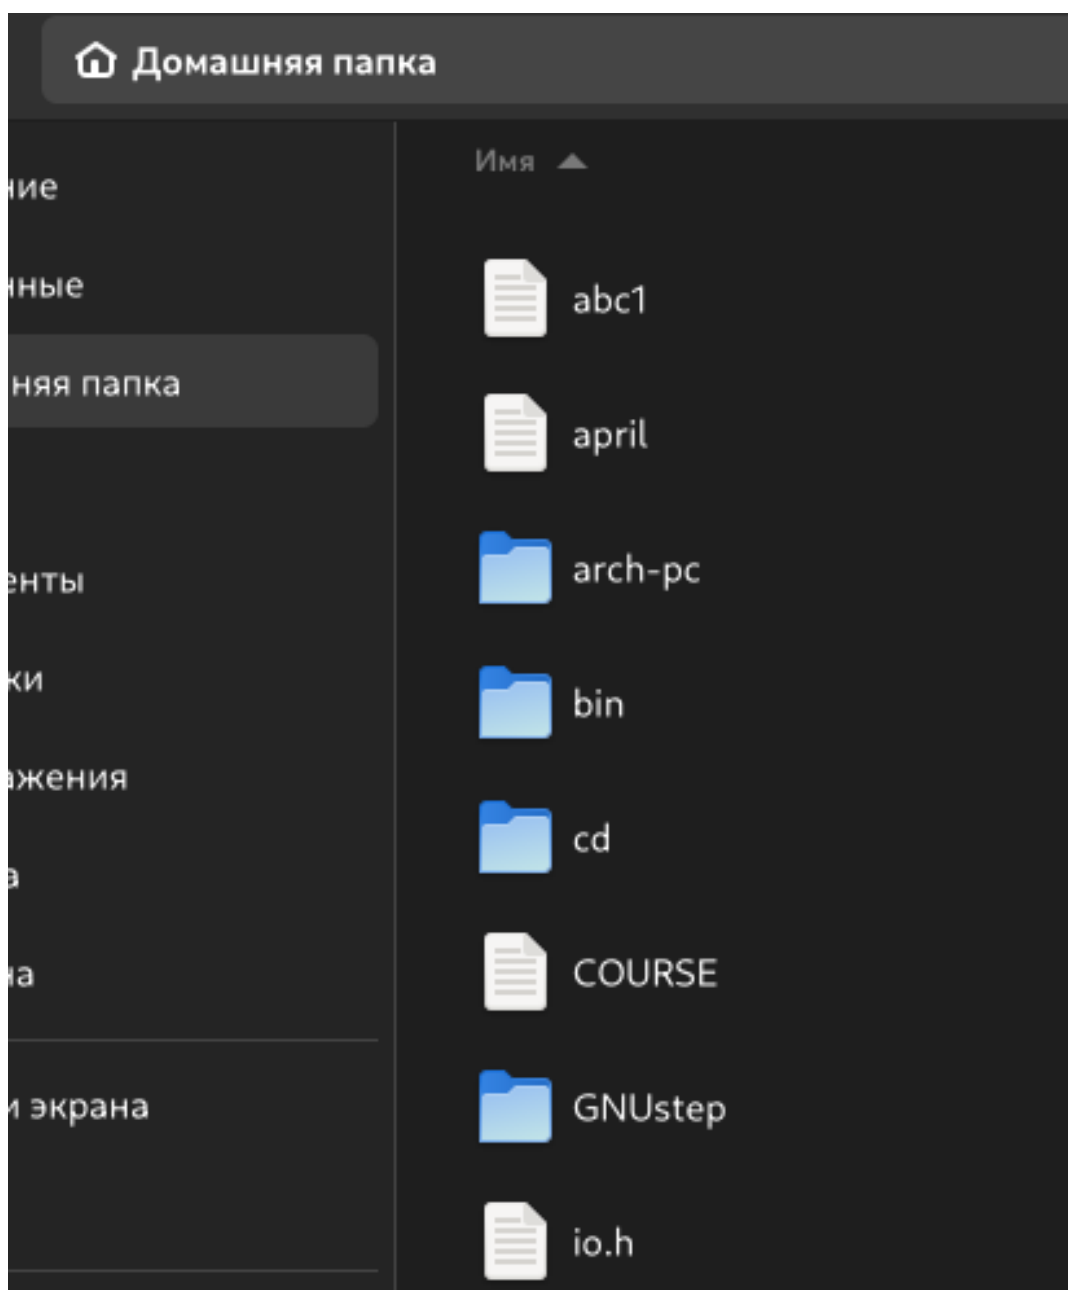 Домашняя папка
ние
нные
няя папка
енты
ки
ажения
а
на
и экрана
Имя
abc1
april
arch-pc
bin
cd
COURSE
GNUstep
io.h